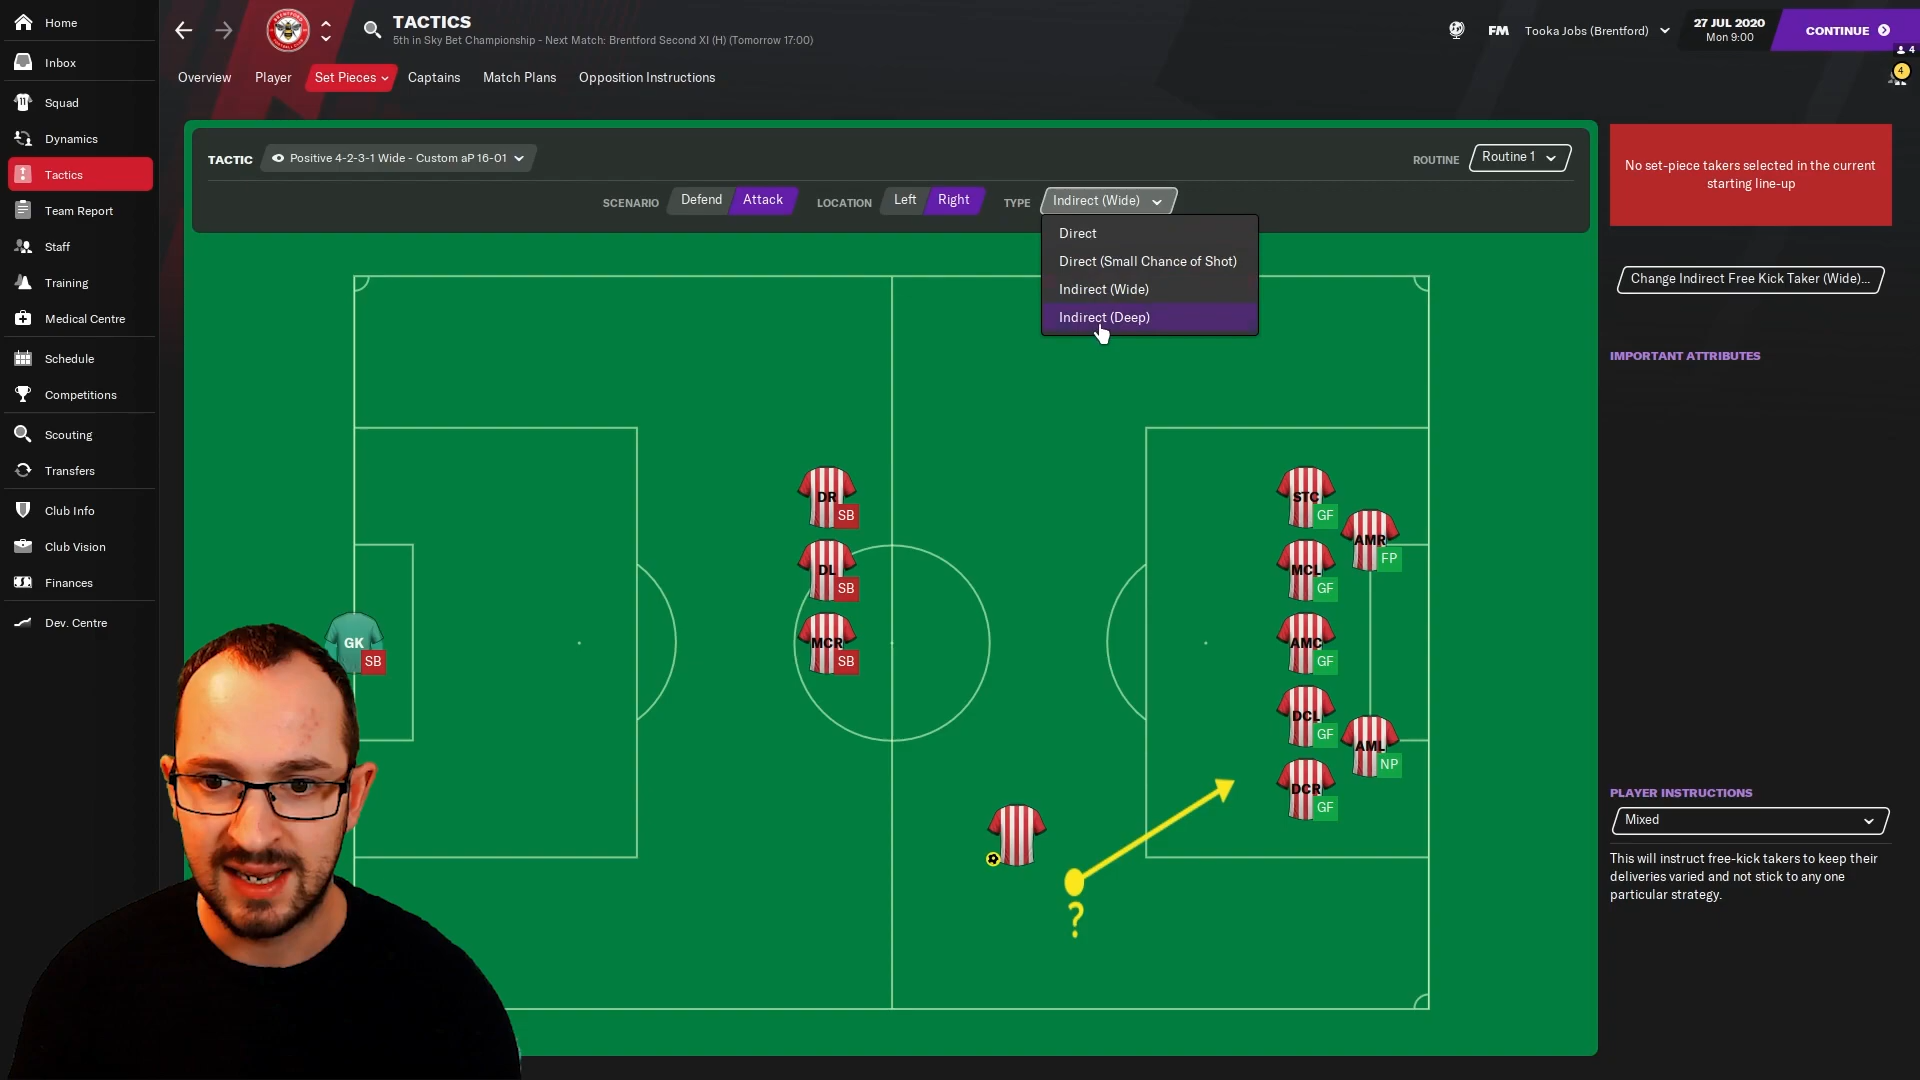 Home
Inbox
Squad
Dynamics
Tactics
Team Report
Staff
Training
Medical Centre
Schedule
Competitions
Scouting
Transfers
Club Info
Club Vision
Finances
Dev. Centre
TACTICS
5th in Sky Bet Championship - Next Match: Brentford Second XI (H) (Tomorrow 17:00)
FM
Tooka Jobs (Brentford)
27 JUL 2020
Mon 9:00
CONTINUE
4
4
Overview
Player
Set Pieces
Captains
Match Plans
Opposition Instructions
TACTIC
Positive 4-2-3-1 Wide - Custom aP 16-01
ROUTINE
Routine 1
SCENARIO
Defend
Attack
LOCATION
Left
Right
TYPE
Indirect (Wide)
Direct
Direct (Small Chance of Shot)
Indirect (Wide)
Indirect (Deep)
GK
SB
DR
SB
DL
SB
MCR
SB
STC
GF
AMR
FP
MCL
GF
AMC
GF
DCL
GF
AML
NP
DCR
GF
?
No set-piece takers selected in the current
starting line-up
Change Indirect Free Kick Taker (Wide)...
IMPORTANT ATTRIBUTES
PLAYER INSTRUCTIONS
Mixed
This will instruct free-kick takers to keep their
deliveries varied and not stick to any one
particular strategy.